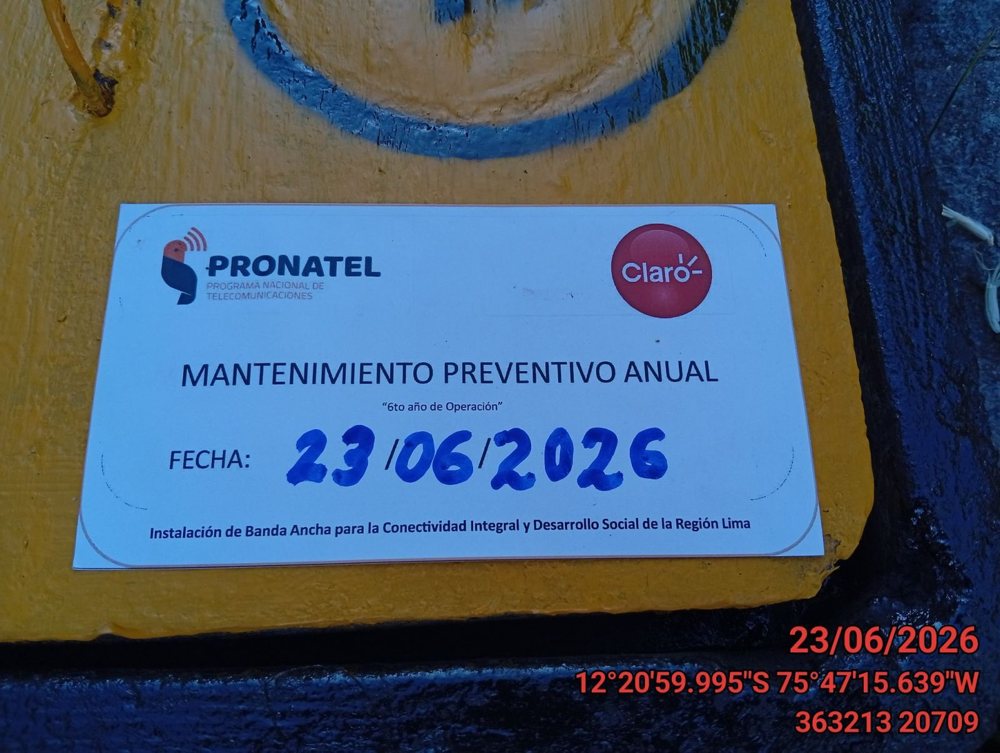 PRONATEL
PROGRAMA NACIONAL DE
TELECOMUNICACIONES
Claro
MANTENIMIENTO PREVENTIVO ANUAL
“6to año de Operación”
FECHA: 23/06/2026
Instalación de Banda Ancha para la Conectividad Integral y Desarrollo Social de la Región Lima
23/06/2026
12°20'59.995"S 75°47'15.639"W
363213 20709